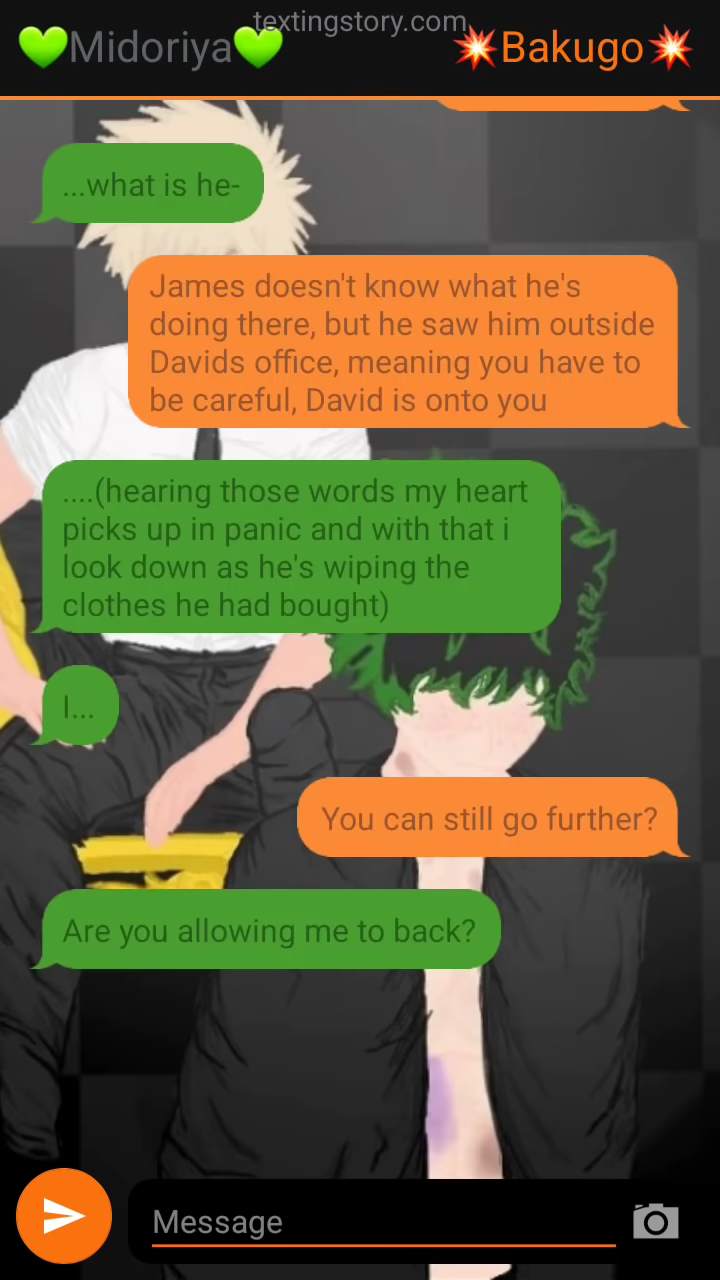 textingstory.com
💚Midoriya💚
💥Bakugo💥
...what is he-
James doesn't know what he's
doing there, but he saw him outside
Davids office, meaning you have to
be careful, David is onto you
....(hearing those words my heart
picks up in panic and with that i
look down as he's wiping the
clothes he had bought)
I...
You can still go further?
Are you allowing me to back?
Message